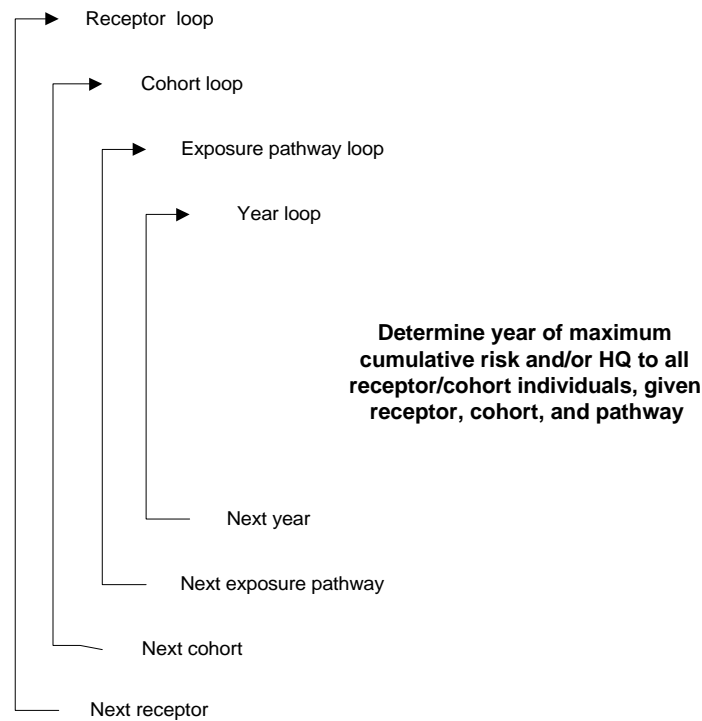 Receptor loop
Cohort loop
Exposure pathway loop
Year loop
Determine year of maximum
cumulative risk and/or HQ to all
receptor/cohort individuals, given
receptor, cohort, and pathway
Next year
Next exposure pathway
Next cohort
Next receptor